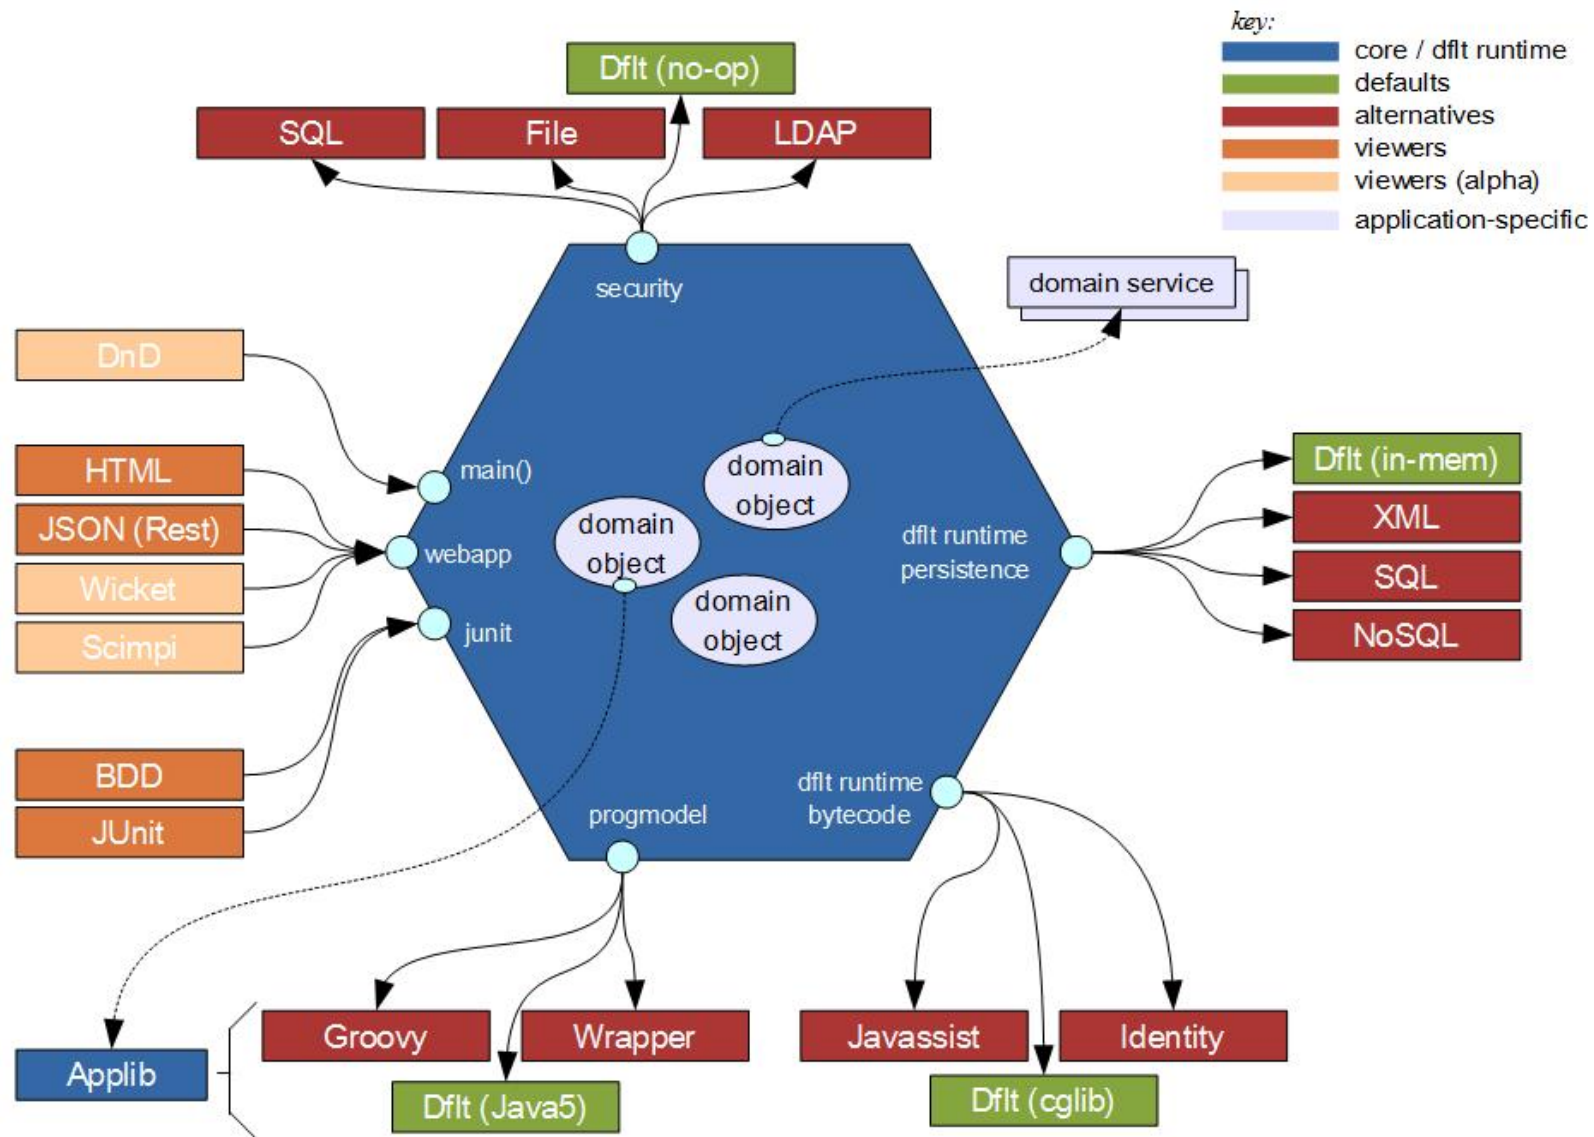 key:
core / dflt runtime
defaults
alternatives
viewers
viewers (alpha)
application-specific
Dflt (no-op)
SQL
File
LDAP
security
domain service
DnD
HTML
JSON (Rest)
Wicket
Scimpi
BDD
JUnit
main()
webapp
junit
domain
object
domain
object
domain
object
dflt runtime
persistence
Dflt (in-mem)
XML
SQL
NoSQL
dflt runtime
bytecode
progmodel
Applib
Groovy
Wrapper
Dflt (Java5)
Javassist
Identity
Dflt (cglib)